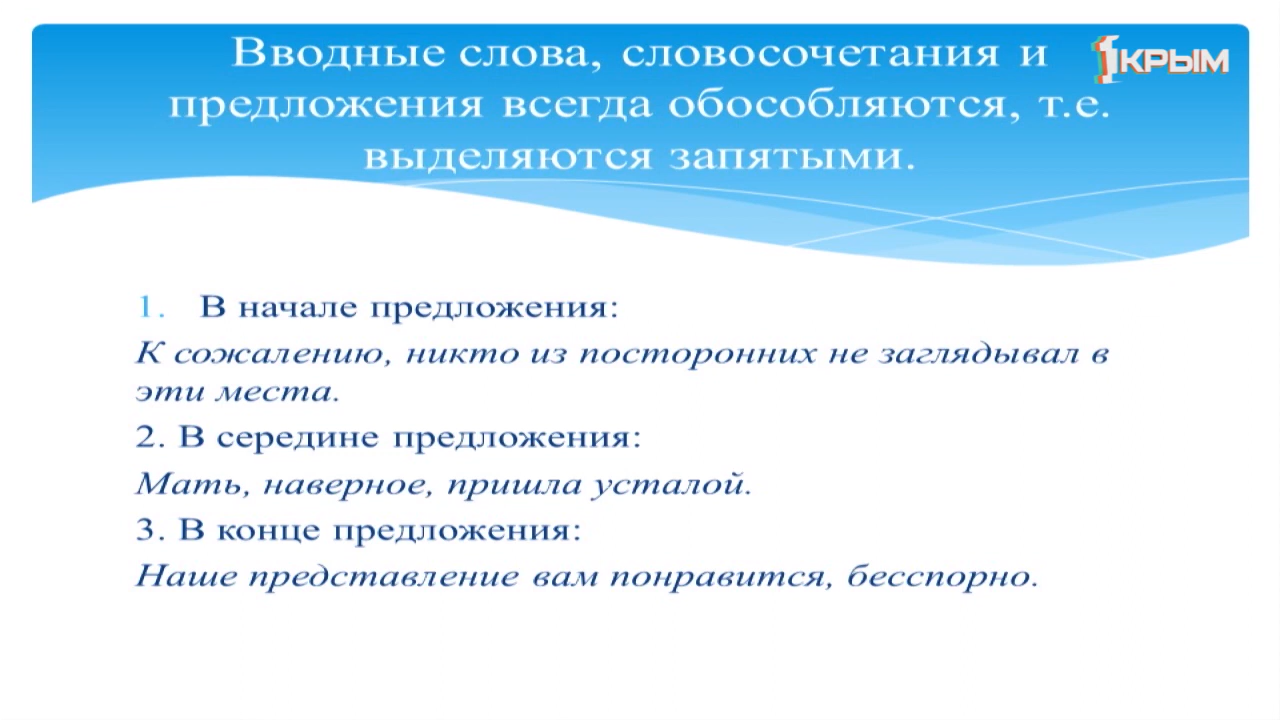 Вводные слова, словосочетания и
предложения всегда обособляются, т.е.
выделяются запятыми.
1КРЫМ
1. В начале предложения:
К сожалению, никто из посторонних не заглядывал в
эти места.
2. В середине предложения:
Мать, наверное, пришла усталой.
3. В конце предложения:
Наше представление вам понравится, бесспорно.